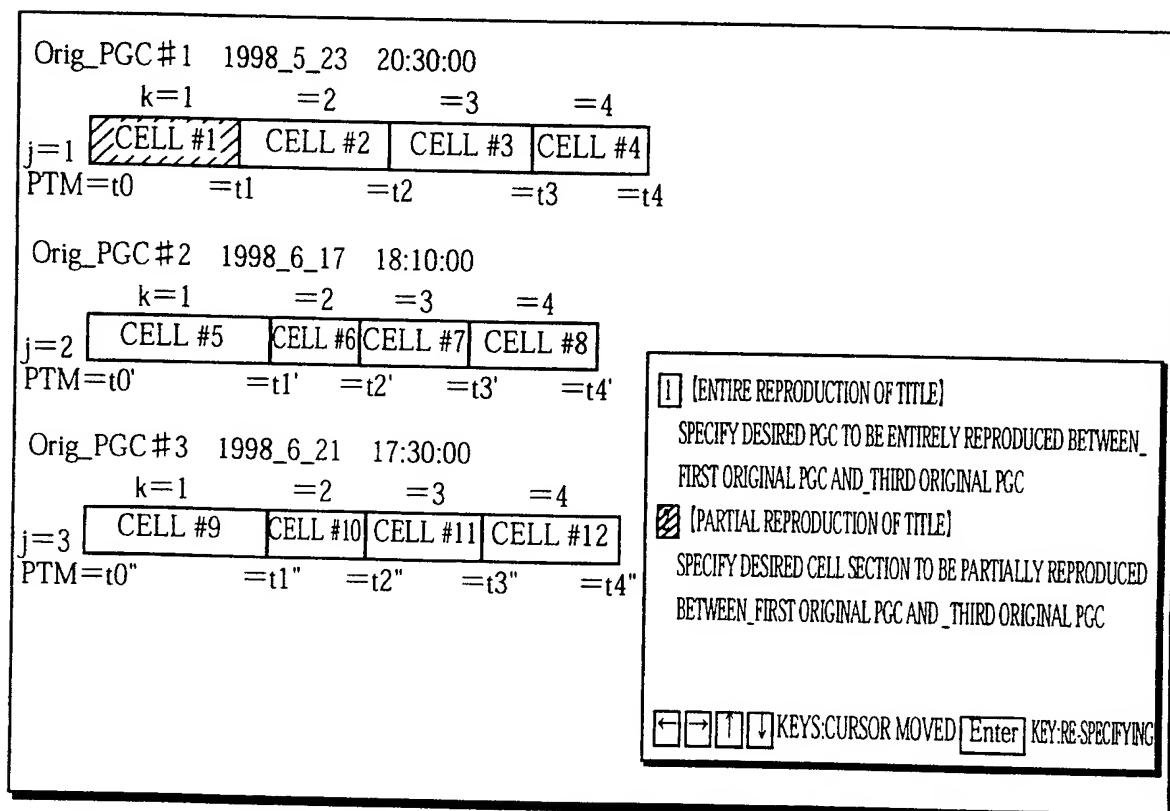 Orig_PGC#1 1998_5_23 20:30:00
k=1 =2 =3 =4
j=1 CELL #1 CELL #2 CELL #3 CELL #4
PTM=t0 =t1 =t2 =t3 =t4
Orig_PGC#2 1998_6_17 18:10:00
k=1 =2 =3 =4
j=2 CELL #5 CELL #6 CELL #7 CELL #8
PTM=t0' =t1' =t2' =t3' =t4'
Orig_PGC#3 1998_6_21 17:30:00
k=1 =2 =3 =4
j=3 CELL #9 CELL #10 CELL #11 CELL #12
PTM=t0" =t1" =t2" =t3" =t4"
1 [ENTIRE REPRODUCTION OF TITLE]
SPECIFY DESIRED PGC TO BE ENTIRELY REPRODUCED BETWEEN_
FIRST ORIGINAL PGC AND_THIRD ORIGINAL PGC
2 [PARTIAL REPRODUCTION OF TITLE]
SPECIFY DESIRED CELL SECTION TO BE PARTIALLY REPRODUCED
BETWEEN_FIRST ORIGINAL PGC AND _THIRD ORIGINAL PGC
← → ↑ ↓ KEYS:CURSOR MOVED Enter KEY:RE-SPECIFYING